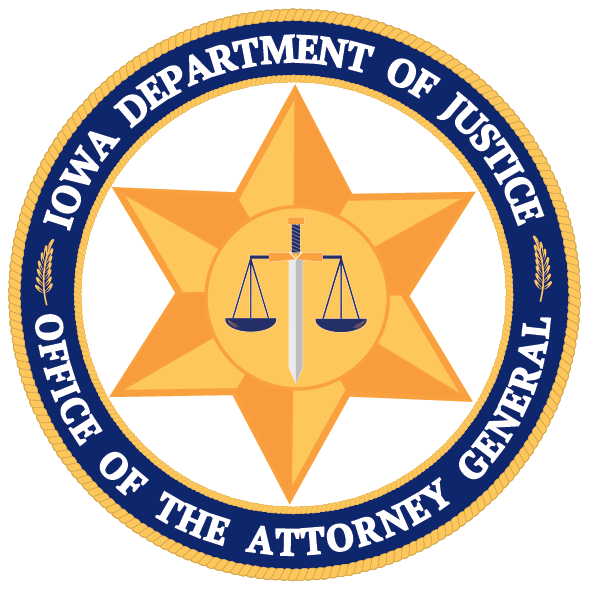 IOWA DEPARTMENT OF JUSTICE
OFFICE OF THE ATTORNEY GENERAL